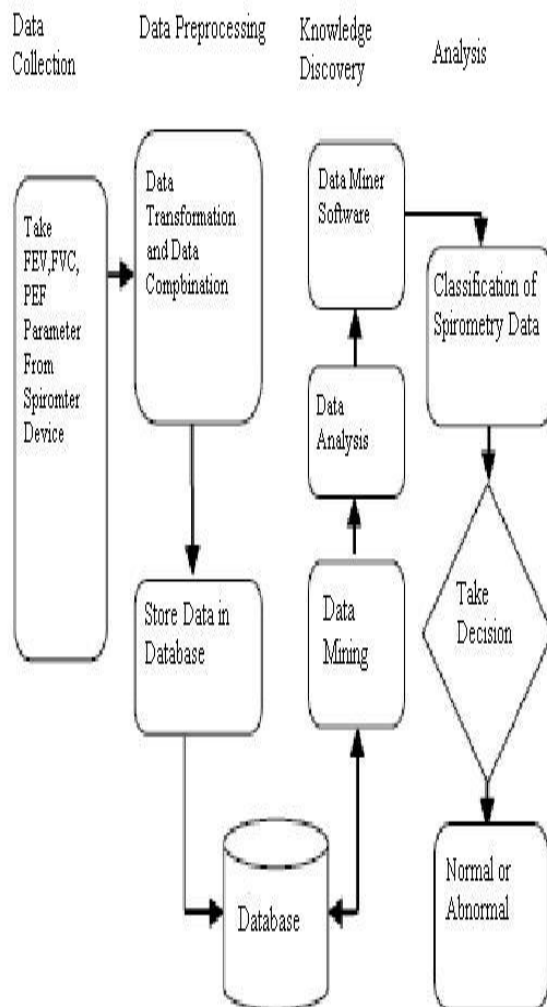 Data
Collection
Data Preprocessing
Knowledge
Discovery
Analysis
Take
FEV,FVC,
PEF
Parameter
From
Spiromter
Device
Data
Transformation
and Data
Compbination
Store Data in
Database
Database
Data
Mining
Data
Analysis
Data Miner
Software
Classification of
Spirometry Data
Take
Decision
Normal or
Abnormal